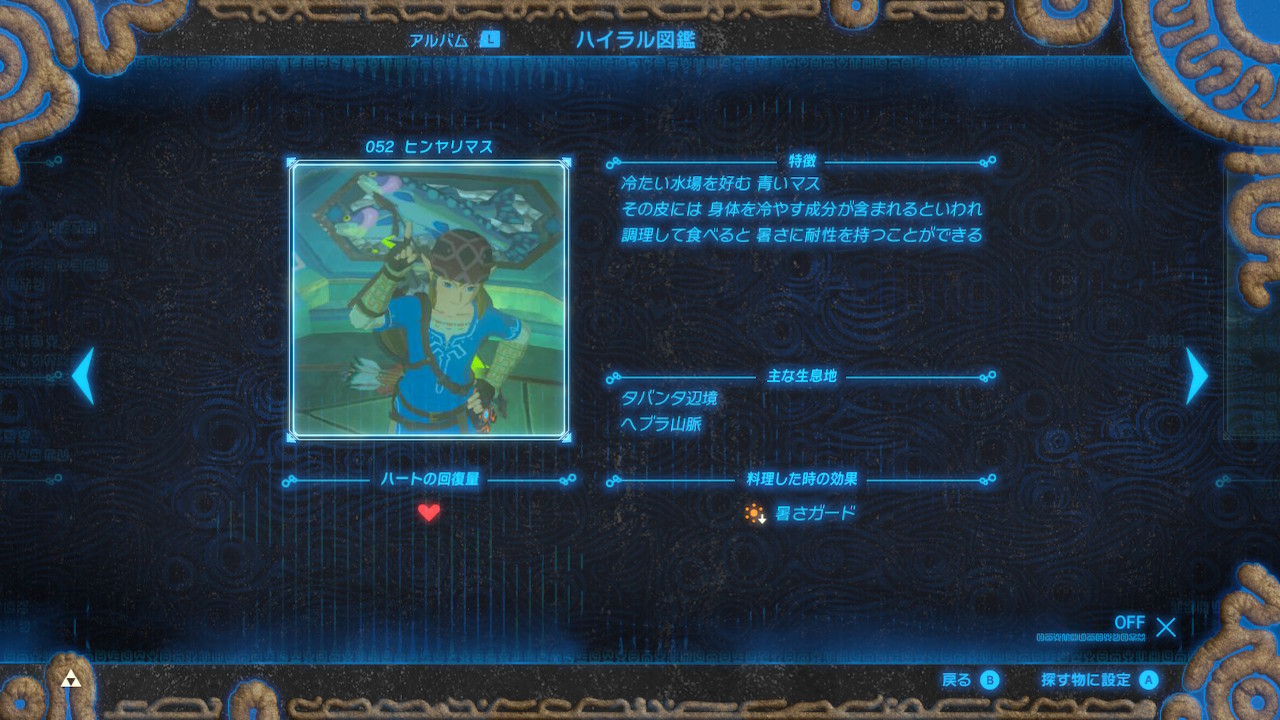 アルバム L
ハイラル図鑑
052 ヒンヤリマス
特徴
冷たい水場を好む 青いマス
その皮には 身体を冷やす成分が含まれるといわれ
調理して食べると 暑さに耐性を持つことができる
主な生息地
タバンタ辺境
ヘブラ山脈
ハートの回復量
料理した時の効果
暑さガード
OFF
戻る B
探す物に設定 A